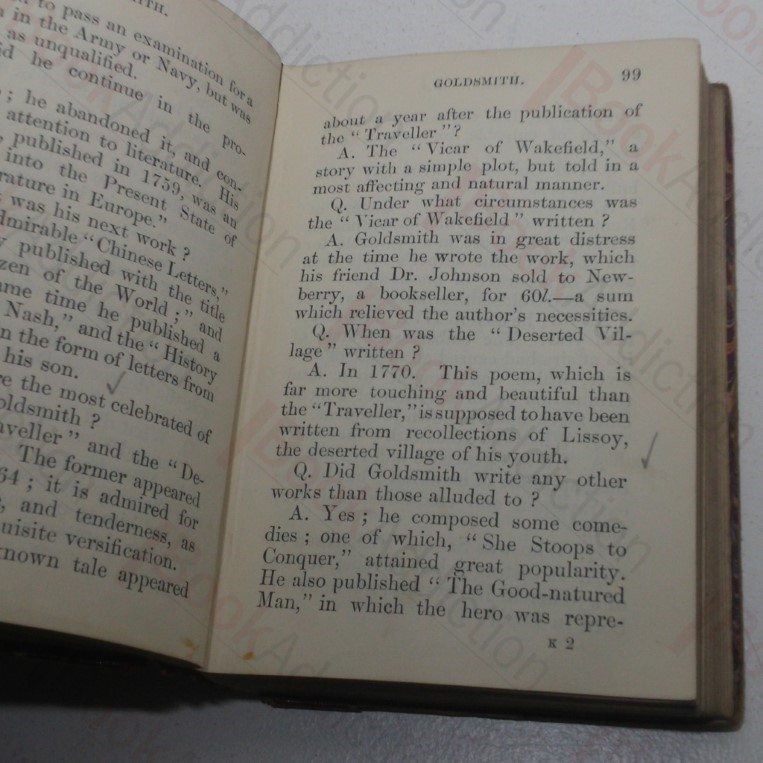 SMITH.
to pass an examination for a
in the Army or Navy, but was
as unqualified.
he continue in the pro-
; he abandoned it, and con-
attention to literature. His
, published in 1759, was an
into the Present State of
erature in Europe."
was his next work ?
dmirable "Chinese Letters,"
published with the title
zen of the World ;" and
ame time he published a
Nash," and the "History
n the form of letters from
his son.
re the most celebrated of
oldsmith ?
aveller" and the "De-
The former appeared
64 ; it is admired for
, and tenderness, as
quisite versification.
known tale appeared
GOLDSMITH.
99
about a year after the publication of
the "Traveller"?
A. The "Vicar of Wakefield," a
story with a simple plot, but told in a
most affecting and natural manner.
Q. Under what circumstances was
the "Vicar of Wakefield" written ?
A. Goldsmith was in great distress
at the time he wrote the work, which
his friend Dr. Johnson sold to New-
berry, a bookseller, for 60l.—a sum
which relieved the author's necessities.
Q. When was the "Deserted Vil-
lage" written ?
A. In 1770. This poem, which is
far more touching and beautiful than
the "Traveller," is supposed to have been
written from recollections of Lissoy,
the deserted village of his youth.
Q. Did Goldsmith write any other
works than those alluded to ?
A. Yes ; he composed some come-
dies ; one of which, "She Stoops to
Conquer," attained great popularity.
He also published "The Good-natured
Man," in which the hero was repre-
K 2
BookAddiction